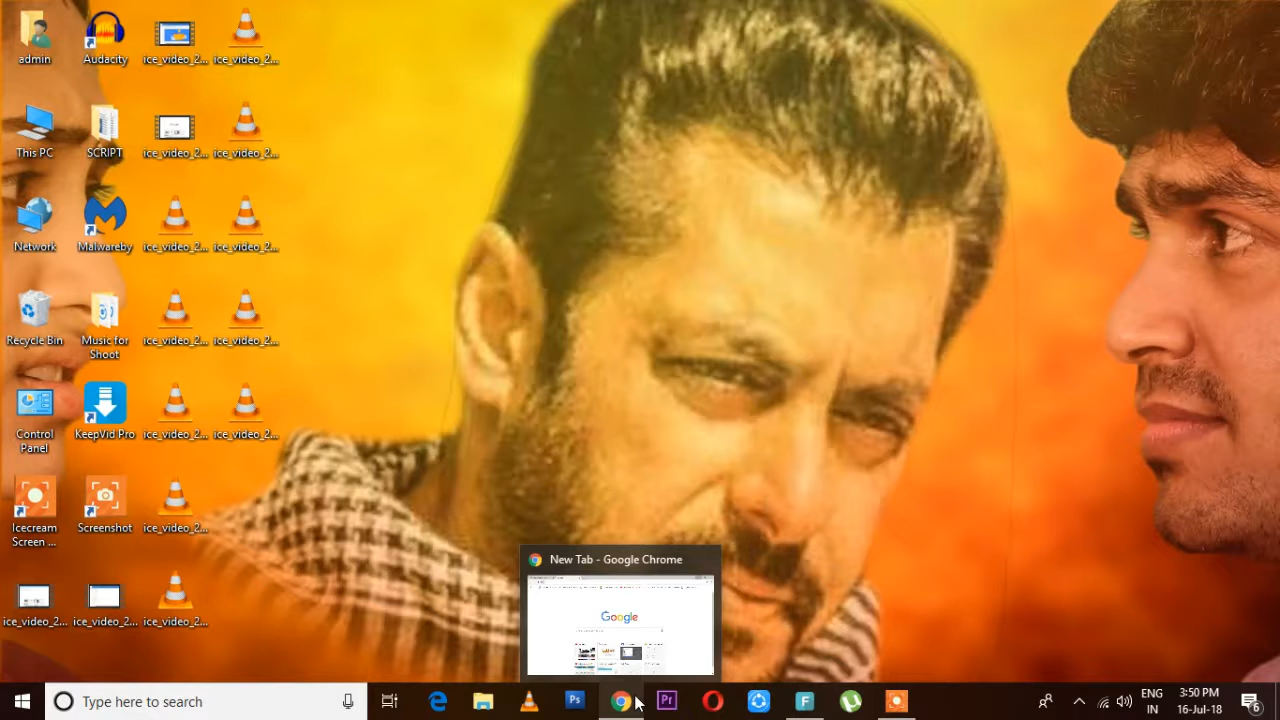 admin
Audacity
ice_video_2...
ice_video_2...
This PC
SCRIPT
ice_video_2...
ice_video_2...
Network
Malwareby
ice_video_2...
ice_video_2...
Recycle Bin
Music for
Shoot
ice_video_2...
ice_video_2...
Control
Panel
KeepVid Pro
ice_video_2...
ice_video_2...
Icecream
Screen ...
Screenshot
ice_video_2...
ice_video_2...
ice_video_2...
ice_video_2...
New Tab - Google Chrome
Google
Type here to search
Ps
Pr
F
ENG
IN
3:50 PM
16-Jul-18
6